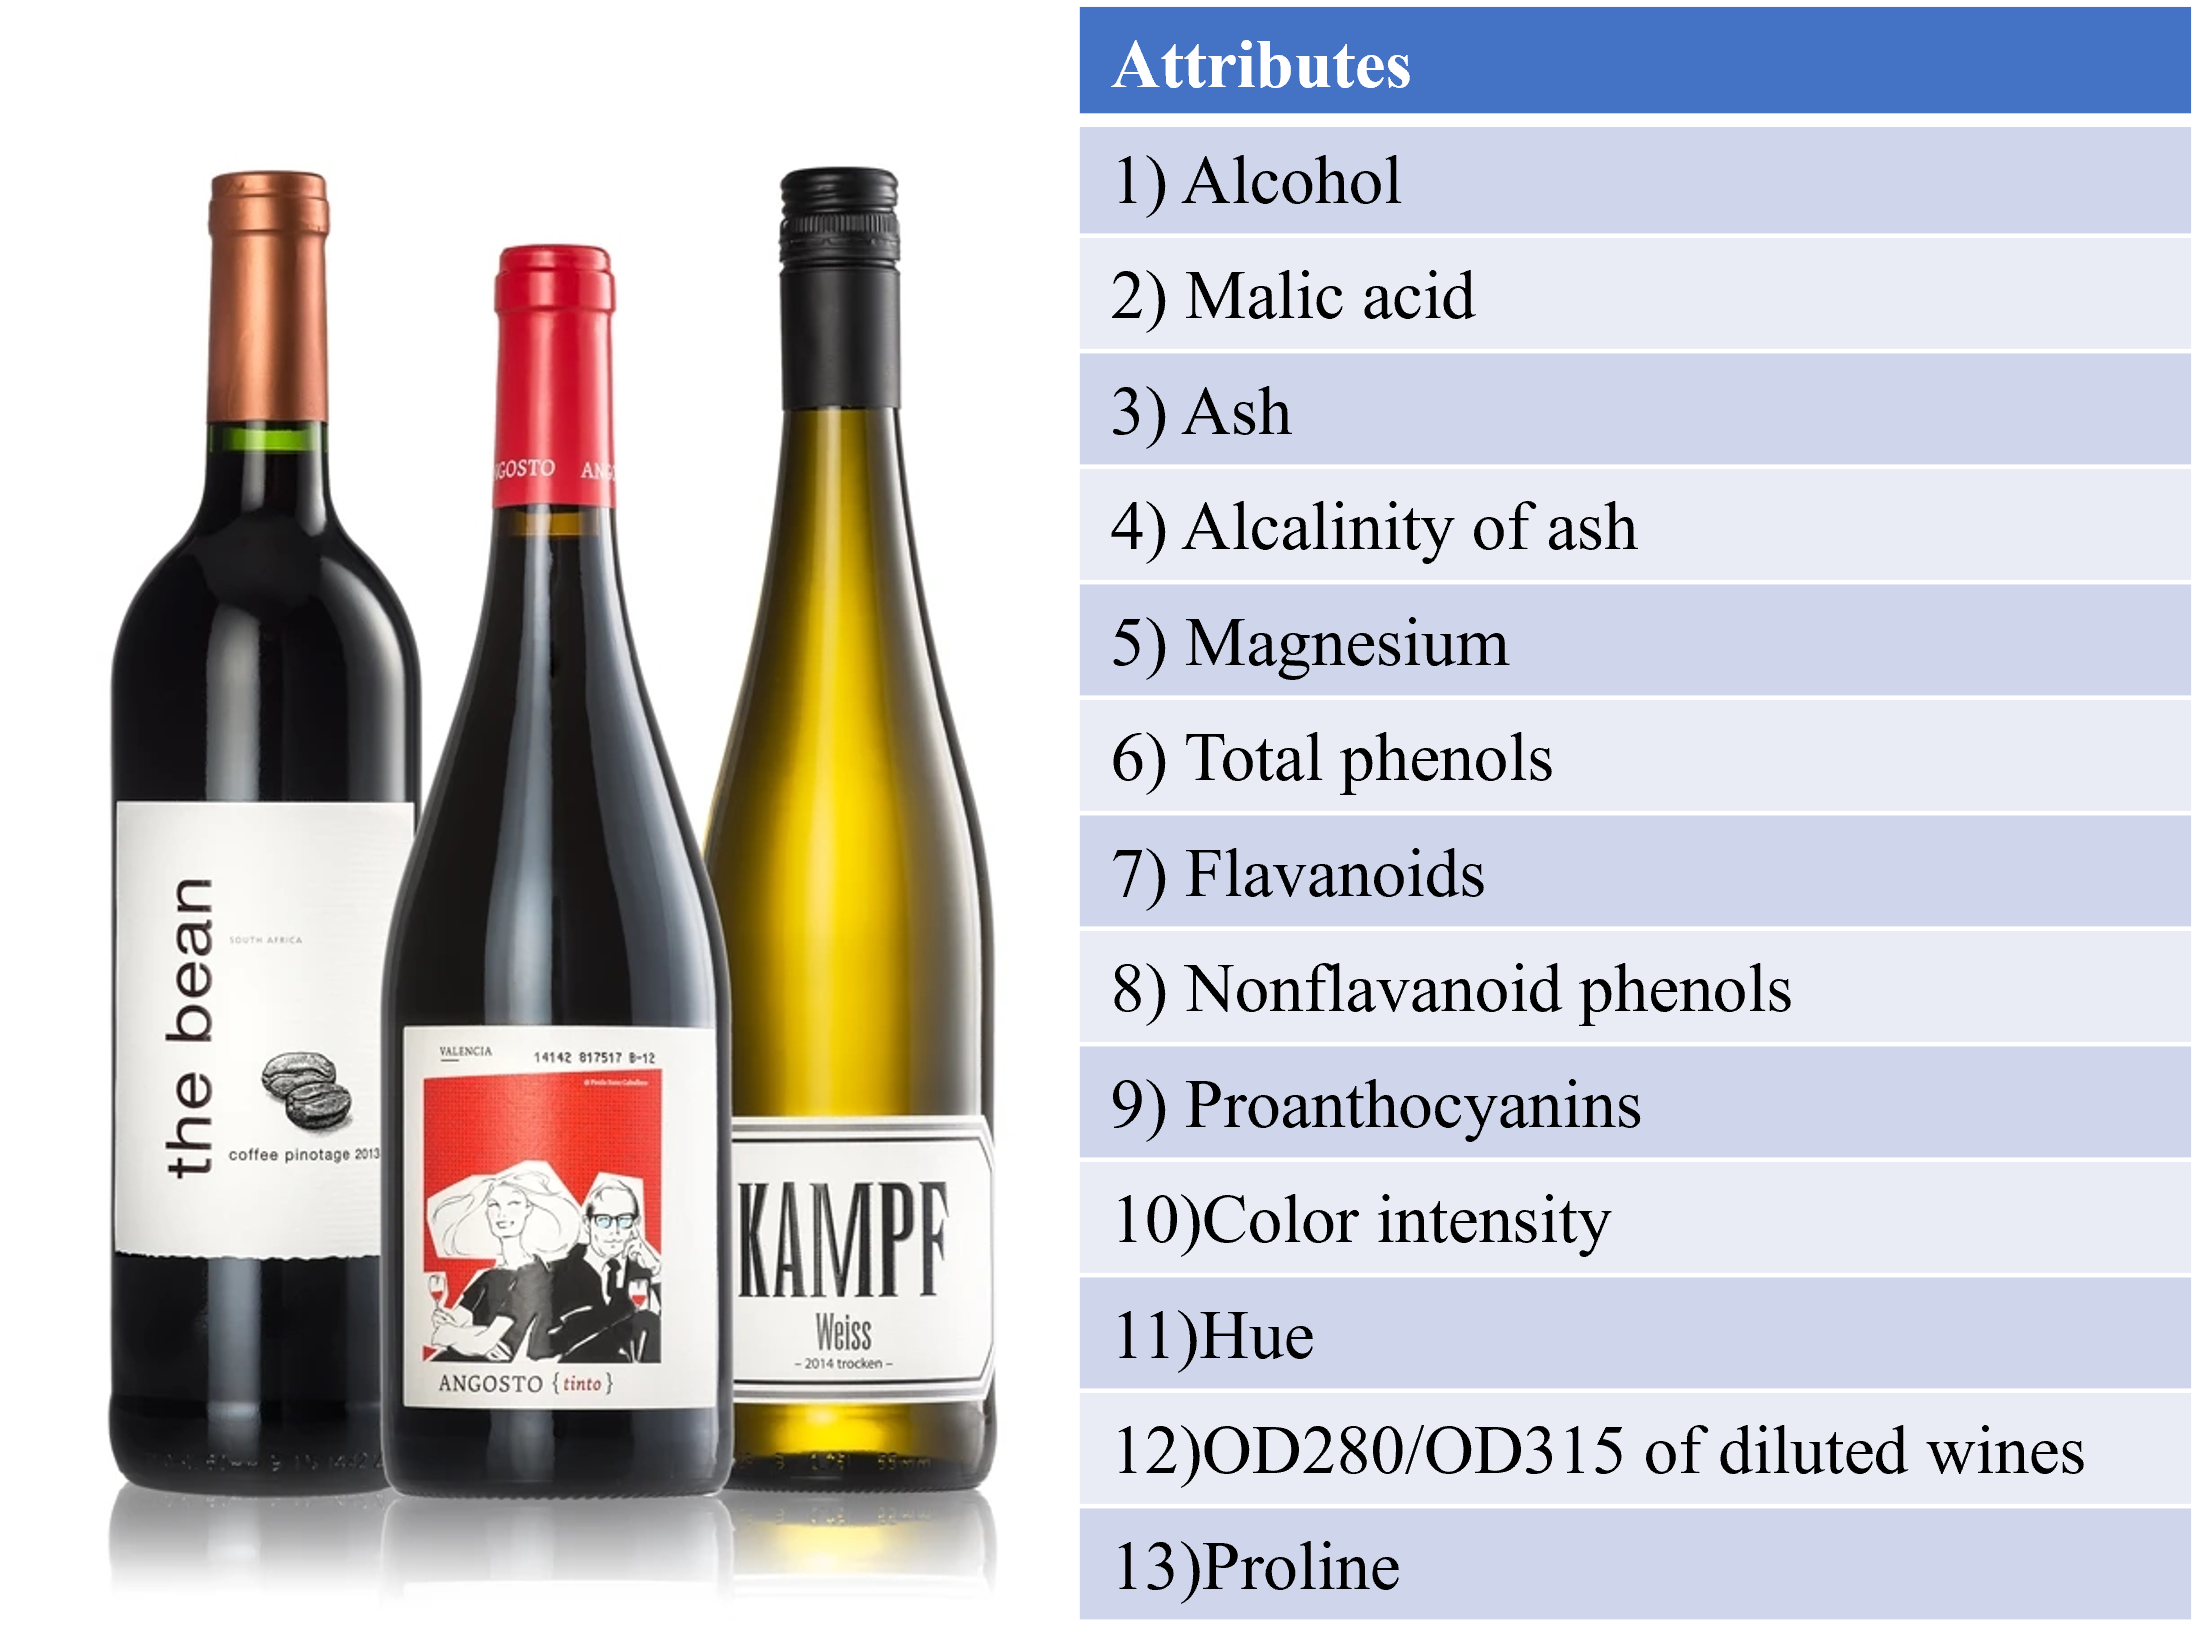 Attributes
1) Alcohol
2) Malic acid
3) Ash
4) Alcalinity of ash
5) Magnesium
6) Total phenols
7) Flavanoids
8) Nonflavanoid phenols
9) Proanthocyanins
10)Color intensity
11)Hue
12)OD280/OD315 of diluted wines
13)Proline
GOSTO ANG
the bean
SOUTH AFRICA
coffee pinotage 2013
VALENCIA
14142 817517 B-12
ANGOSTO {tinto}
KAMPF
Weiss
– 2014 trocken –